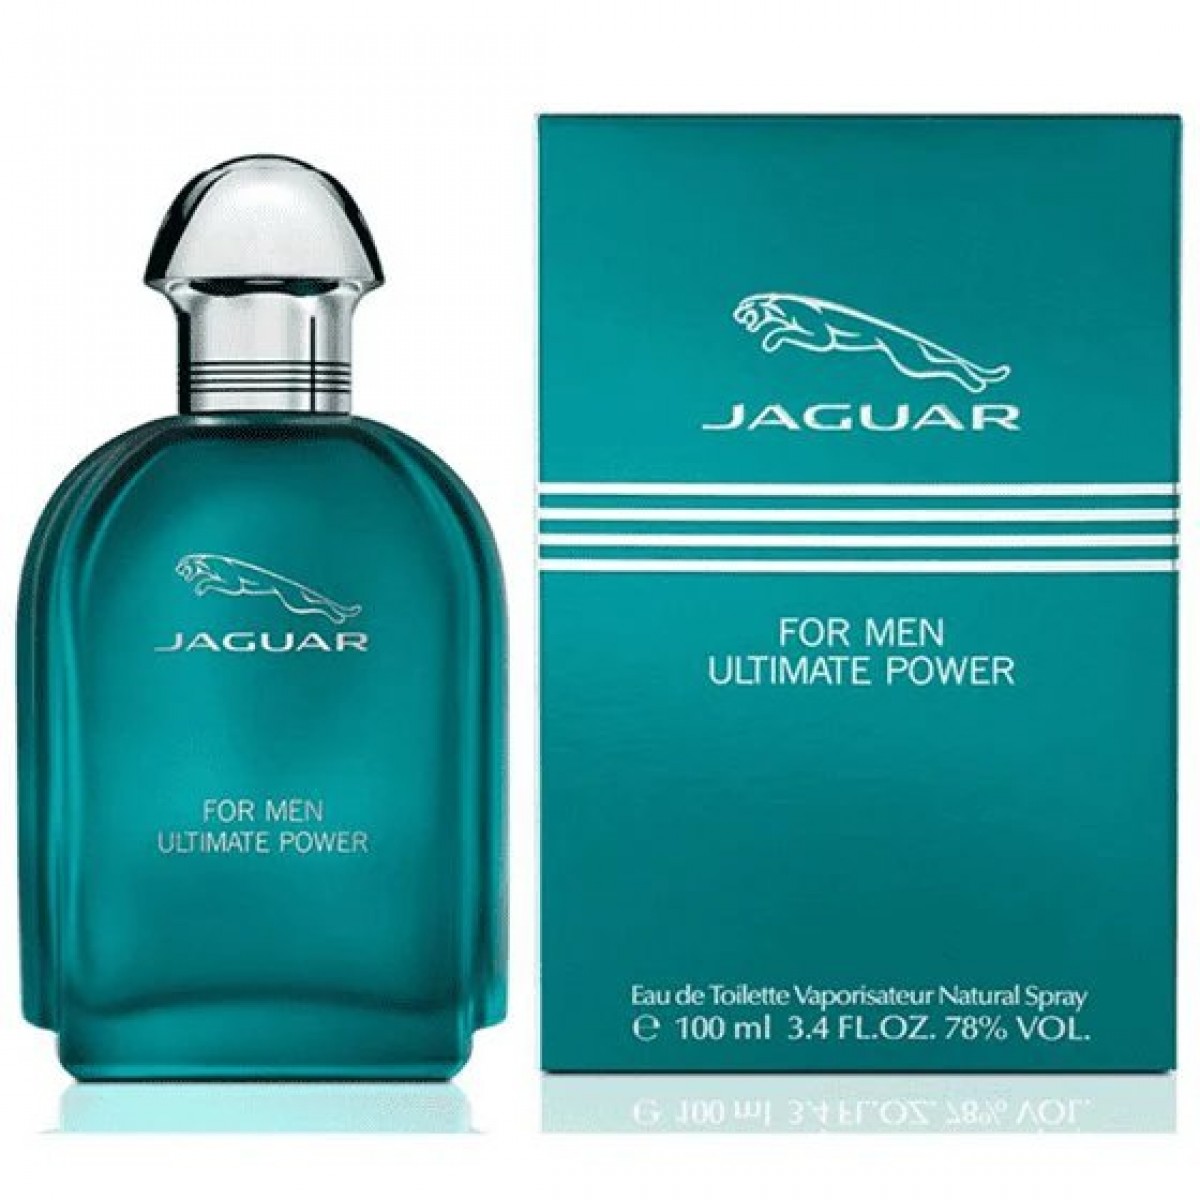 JAGUAR
FOR MEN
ULTIMATE POWER
JAGUAR
FOR MEN
ULTIMATE POWER
Eau de Toilette Vaporisateur Natural Spray
℮ 100 ml 3.4 FL.OZ. 78% VOL.